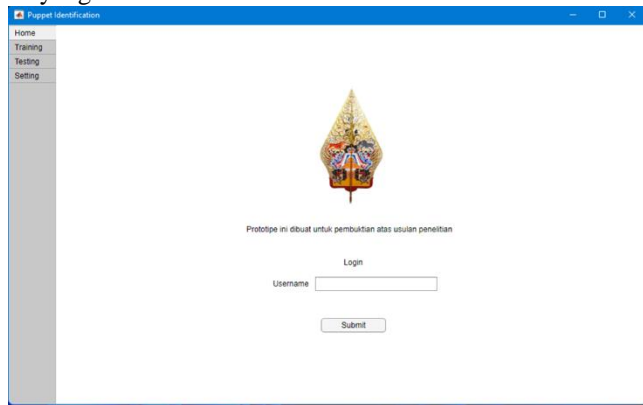 Puppet Identification
Home
Training
Testing
Setting
Prototipe ini dibuat untuk pembuktian atas usulan penelitian
Login
Username
Submit